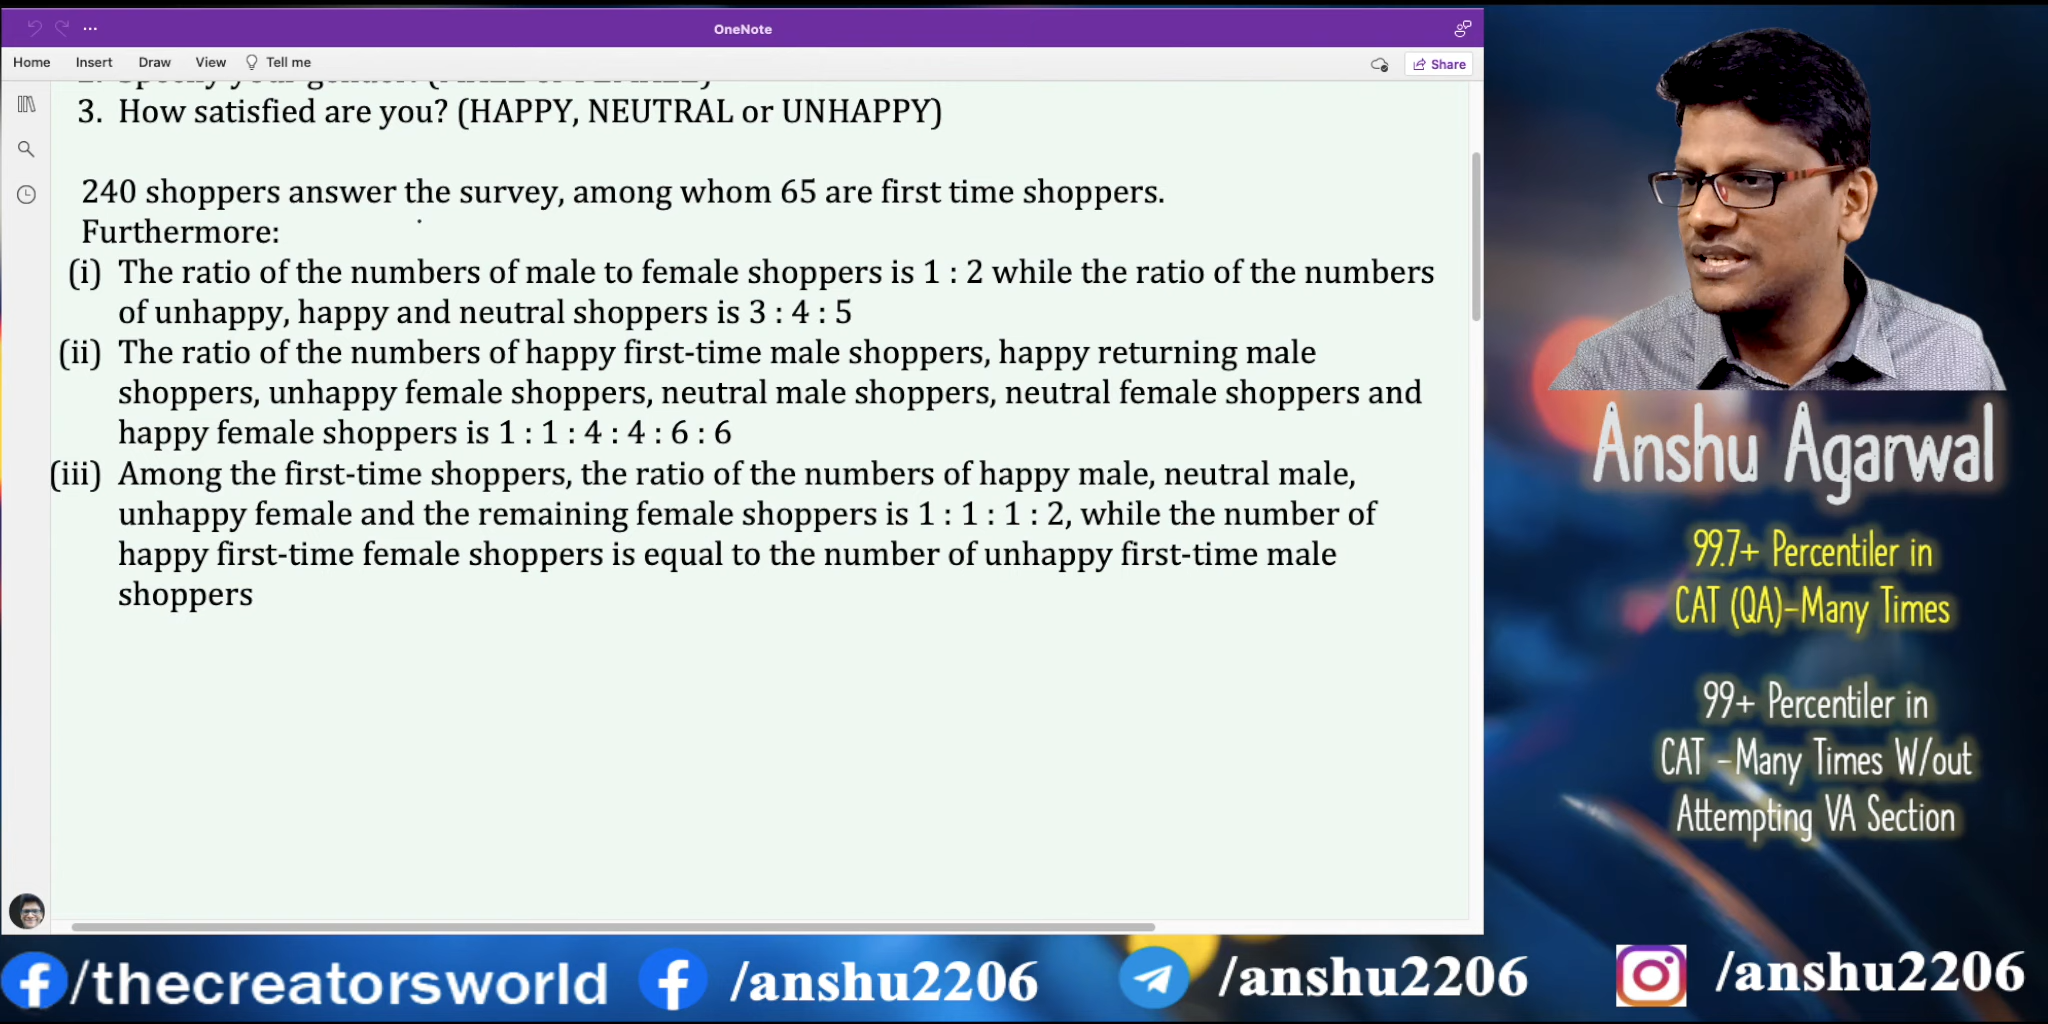 OneNote
Home Insert Draw View Tell me
Share
3. How satisfied are you? (HAPPY, NEUTRAL or UNHAPPY)
240 shoppers answer the survey, among whom 65 are first time shoppers.
Furthermore:
(i) The ratio of the numbers of male to female shoppers is 1 : 2 while the ratio of the numbers
of unhappy, happy and neutral shoppers is 3 : 4 : 5
(ii) The ratio of the numbers of happy first-time male shoppers, happy returning male
shoppers, unhappy female shoppers, neutral male shoppers, neutral female shoppers and
happy female shoppers is 1 : 1 : 4 : 4 : 6 : 6
(iii) Among the first-time shoppers, the ratio of the numbers of happy male, neutral male,
unhappy female and the remaining female shoppers is 1 : 1 : 1 : 2, while the number of
happy first-time female shoppers is equal to the number of unhappy first-time male
shoppers
Anshu Agarwal
99.7+ Percentiler in
CAT (QA)-Many Times
99+ Percentiler in
CAT -Many Times W/out
Attempting VA Section
/thecreatorsworld /anshu2206 /anshu2206 /anshu2206